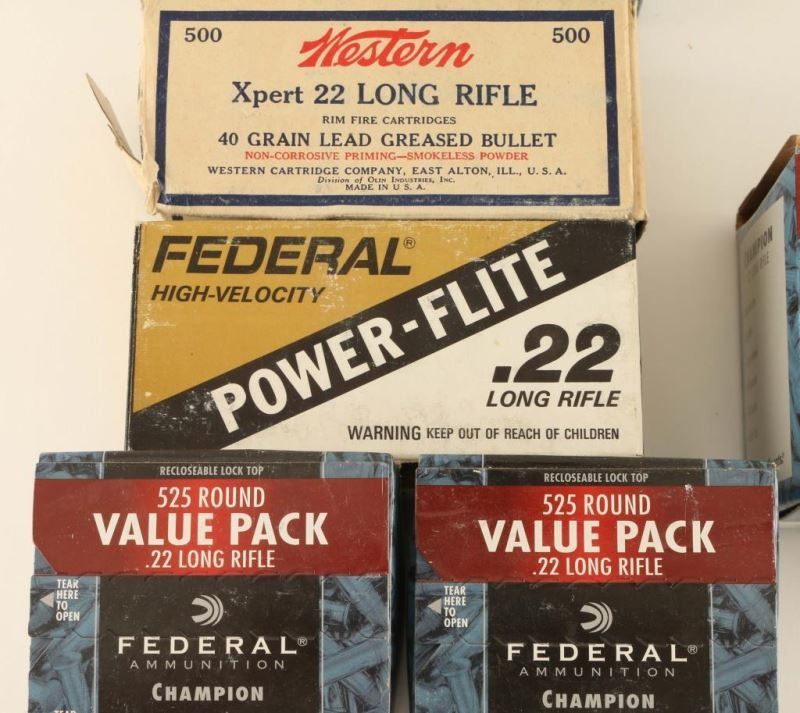 500 Western 500
Xpert 22 LONG RIFLE
RIM FIRE CARTRIDGES
40 GRAIN LEAD GREASED BULLET
NON-CORROSIVE PRIMING—SMOKELESS POWDER
WESTERN CARTRIDGE COMPANY, EAST ALTON, ILL., U. S. A.
Division of OLIN INDUSTRIES, INC.
MADE IN U. S. A.
FEDERAL®
HIGH-VELOCITY
POWER-FLITE
.22
LONG RIFLE
WARNING KEEP OUT OF REACH OF CHILDREN
RECLOSEABLE LOCK TOP
525 ROUND
VALUE PACK
.22 LONG RIFLE
TEAR
HERE
TO
OPEN
FEDERAL®
AMMUNITION
CHAMPION
TEAR
RECLOSEABLE LOCK TOP
525 ROUND
VALUE PACK
.22 LONG RIFLE
TEAR
HERE
TO
OPEN
FEDERAL®
AMMUNITION
CHAMPION
CHAMPION